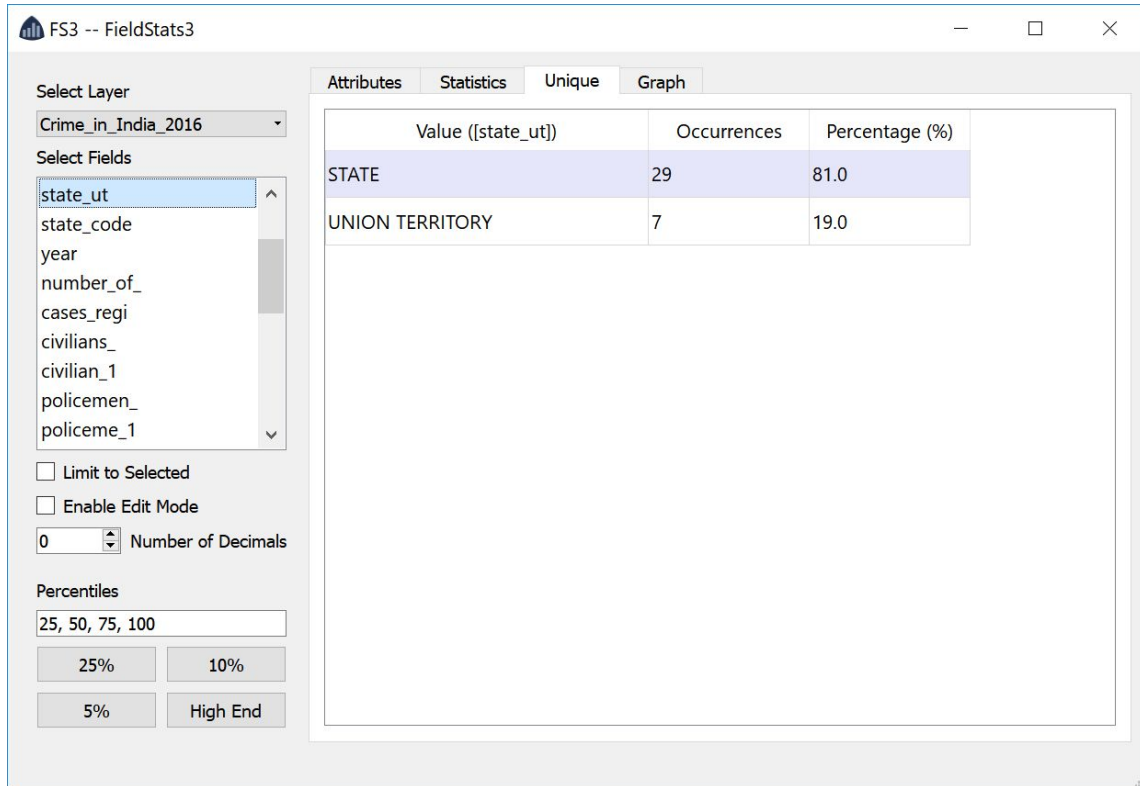 FS3 -- FieldStats3
Select Layer
Crime_in_India_2016
Select Fields
state_ut
state_code
year
number_of_
cases_regi
civilians_
civilian_1
policemen_
policeme_1
Limit to Selected
Enable Edit Mode
0 Number of Decimals
Percentiles
25, 50, 75, 100
25% 10%
5% High End
Attributes Statistics Unique Graph
Value ([state_ut]) Occurrences Percentage (%)
STATE 29 81.0
UNION TERRITORY 7 19.0